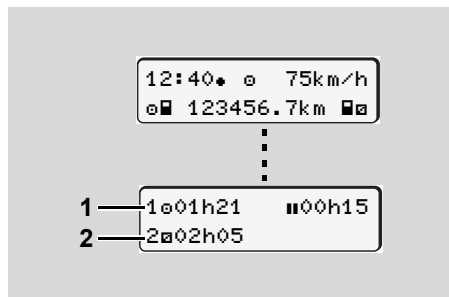 12:40● ⊙ 75km/h
⊙▮ 123456.7km ▮⧄
1 1⊙01h21 ▮▮00h15
2 2⧄02h05